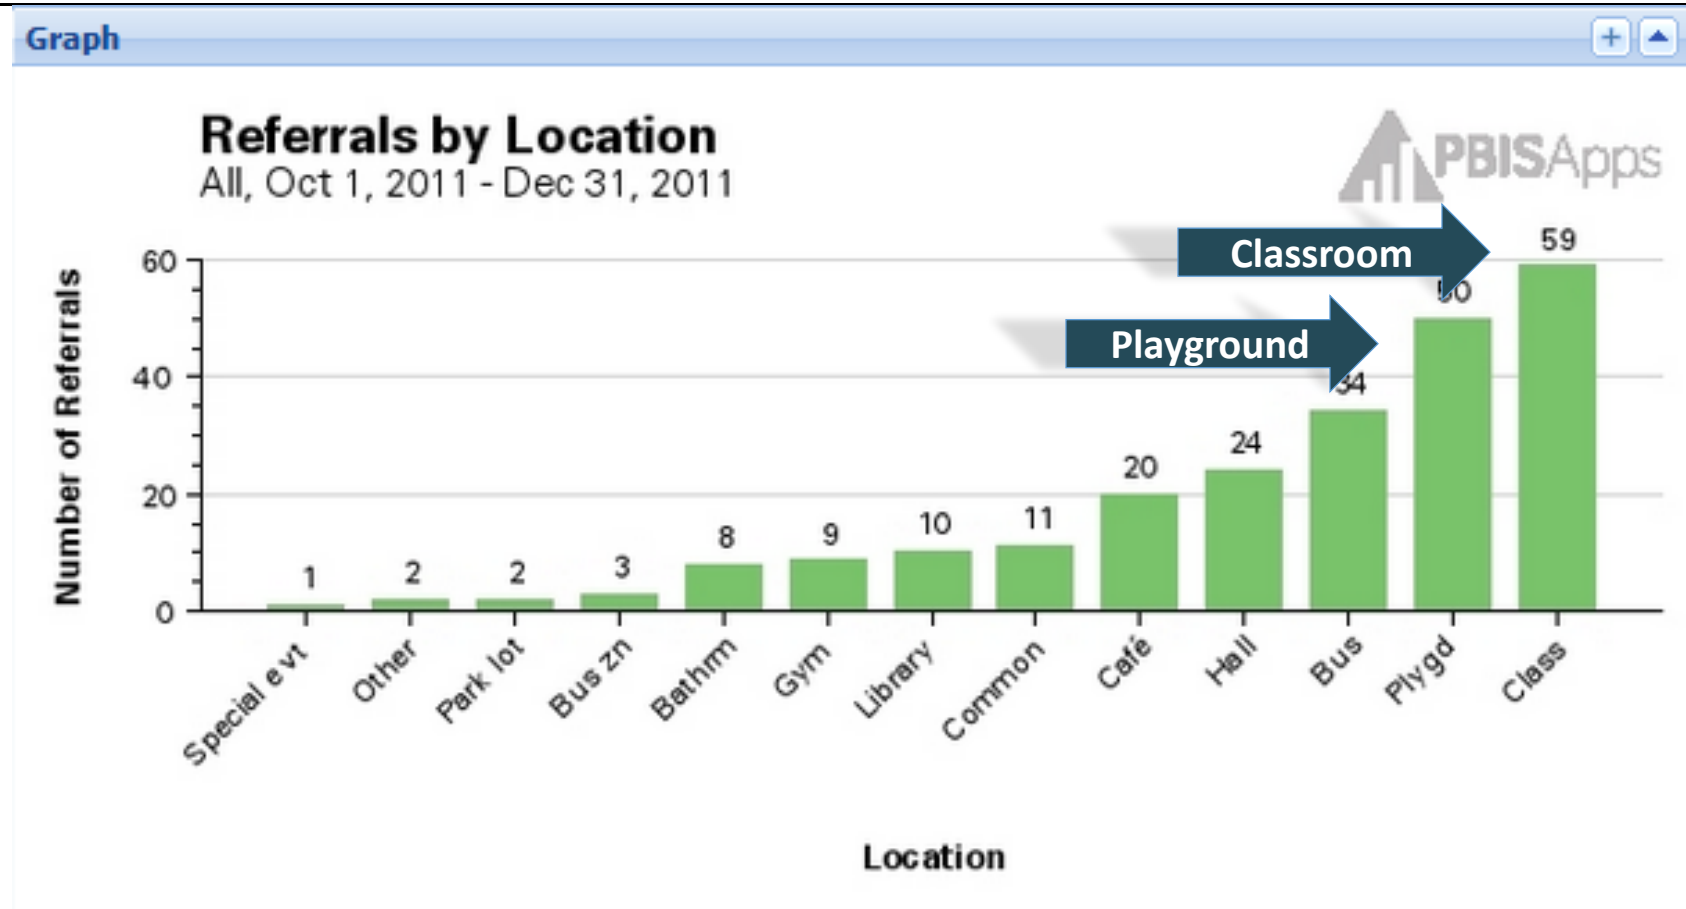 Graph
Referrals by Location
All, Oct 1, 2011 - Dec 31, 2011
PBISApps
Classroom
Playground
Number of Referrals
60
40
20
0
1
2
2
3
8
9
10
11
20
24
34
50
59
Special evt
Other
Park lot
Bus zn
Bathrm
Gym
Library
Common
Café
Hall
Bus
Plygd
Class
Location